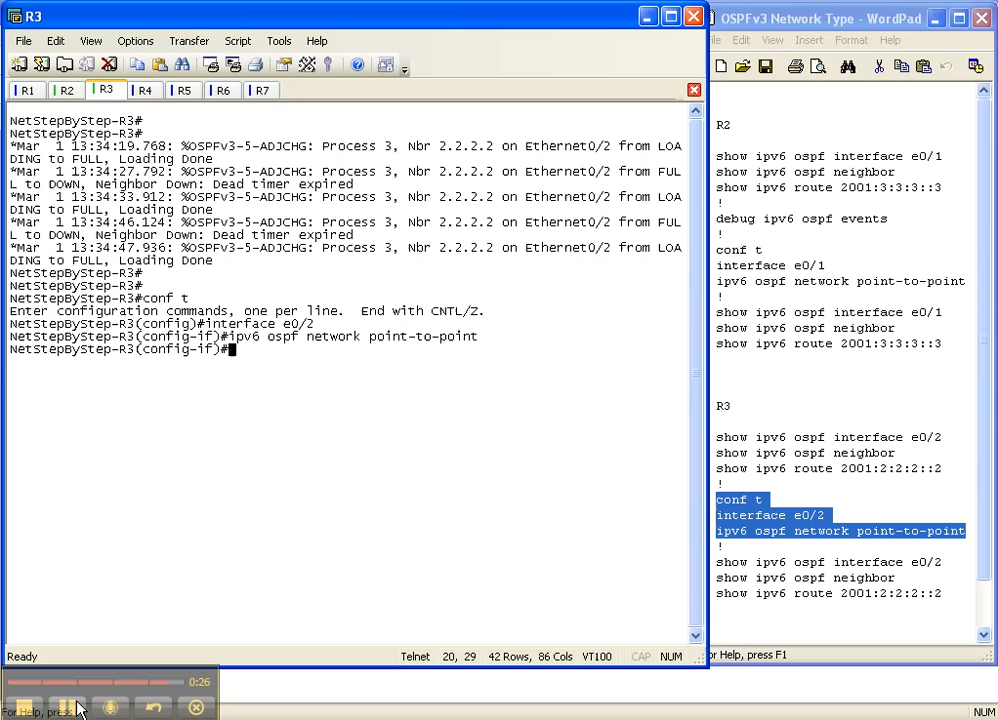 R3
File Edit View Options Transfer Script Tools Help
R1 R2 R3 R4 R5 R6 R7
NetStepByStep-R3#
NetStepByStep-R3#
*Mar 1 13:34:19.768: %OSPFv3-5-ADJCHG: Process 3, Nbr 2.2.2.2 on Ethernet0/2 from LOA
DING to FULL, Loading Done
*Mar 1 13:34:27.792: %OSPFv3-5-ADJCHG: Process 3, Nbr 2.2.2.2 on Ethernet0/2 from FUL
L to DOWN, Neighbor Down: Dead timer expired
*Mar 1 13:34:33.912: %OSPFv3-5-ADJCHG: Process 3, Nbr 2.2.2.2 on Ethernet0/2 from LOA
DING to FULL, Loading Done
*Mar 1 13:34:46.124: %OSPFv3-5-ADJCHG: Process 3, Nbr 2.2.2.2 on Ethernet0/2 from FUL
L to DOWN, Neighbor Down: Dead timer expired
*Mar 1 13:34:47.936: %OSPFv3-5-ADJCHG: Process 3, Nbr 2.2.2.2 on Ethernet0/2 from LOA
DING to FULL, Loading Done
NetStepByStep-R3#
NetStepByStep-R3#
NetStepByStep-R3#conf t
Enter configuration commands, one per line. End with CNTL/Z.
NetStepByStep-R3(config)#interface e0/2
NetStepByStep-R3(config-if)#ipv6 ospf network point-to-point
NetStepByStep-R3(config-if)#
Ready Telnet 20, 29 42 Rows, 86 Cols VT100 CAP NUM
0:26
For Help, press
OSPFv3 Network Type - WordPad
ile Edit View Insert Format Help
R2
show ipv6 ospf interface e0/1
show ipv6 ospf neighbor
show ipv6 route 2001:3:3:3::3
!
debug ipv6 ospf events
!
conf t
interface e0/1
ipv6 ospf network point-to-point
!
show ipv6 ospf interface e0/1
show ipv6 ospf neighbor
show ipv6 route 2001:3:3:3::3
R3
show ipv6 ospf interface e0/2
show ipv6 ospf neighbor
show ipv6 route 2001:2:2:2::2
!
conf t
interface e0/2
ipv6 ospf network point-to-point
!
show ipv6 ospf interface e0/2
show ipv6 ospf neighbor
show ipv6 route 2001:2:2:2::2
or Help, press F1
NUM